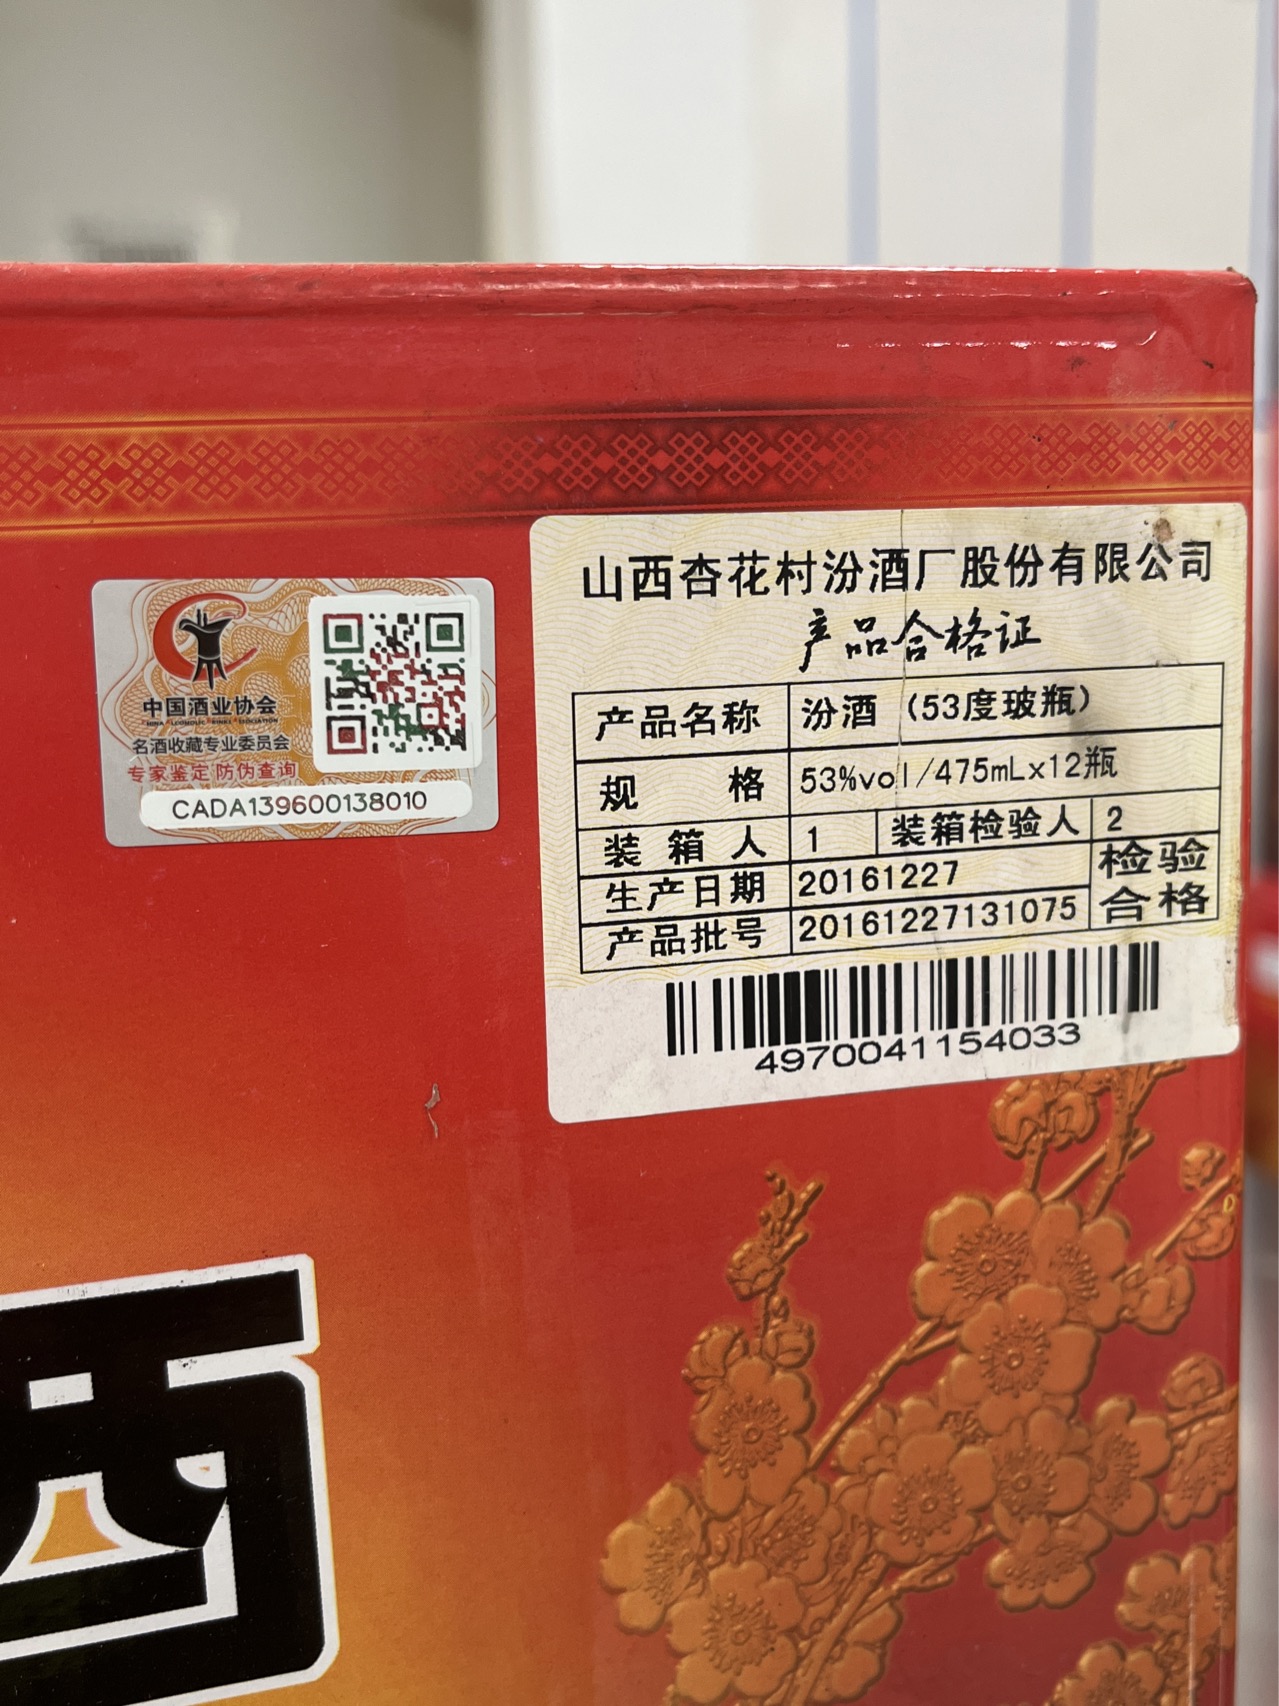 中国酒业协会
CHINA ALCOHOLIC DRINKS ASSOCIATION
名酒收藏专业委员会
专家鉴定 防伪查询
CADA139600138010
山西杏花村汾酒厂股份有限公司
产品合格证
产品名称 汾酒（53度玻瓶）
规 格 53%vol/475mLx12瓶
装 箱 人 1 装箱检验人 2
生产日期 20161227 检验
产品批号 20161227131075 合格
4970041154033